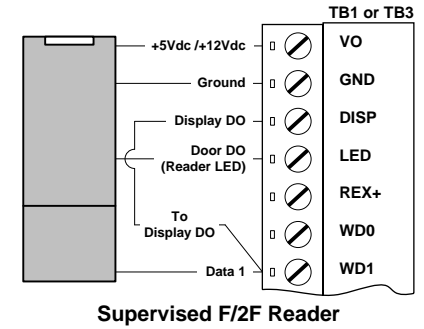 TB1 or TB3
+5Vdc /+12Vdc
VO
Ground
GND
Display DO
DISP
Door DO
(Reader LED)
LED
REX+
To
Display DO
WD0
Data 1
WD1
Supervised F/2F Reader